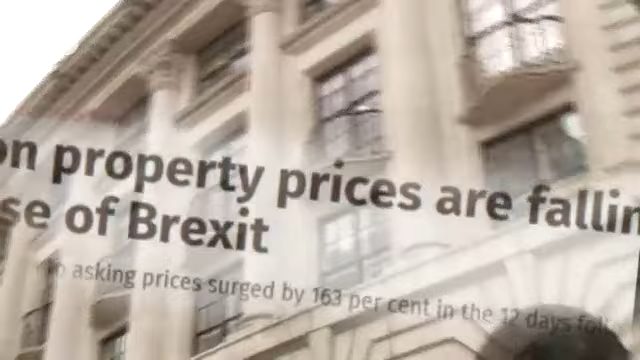 on property prices are fallin
se of Brexit
asking prices surged by 163 per cent in the 12 days foll